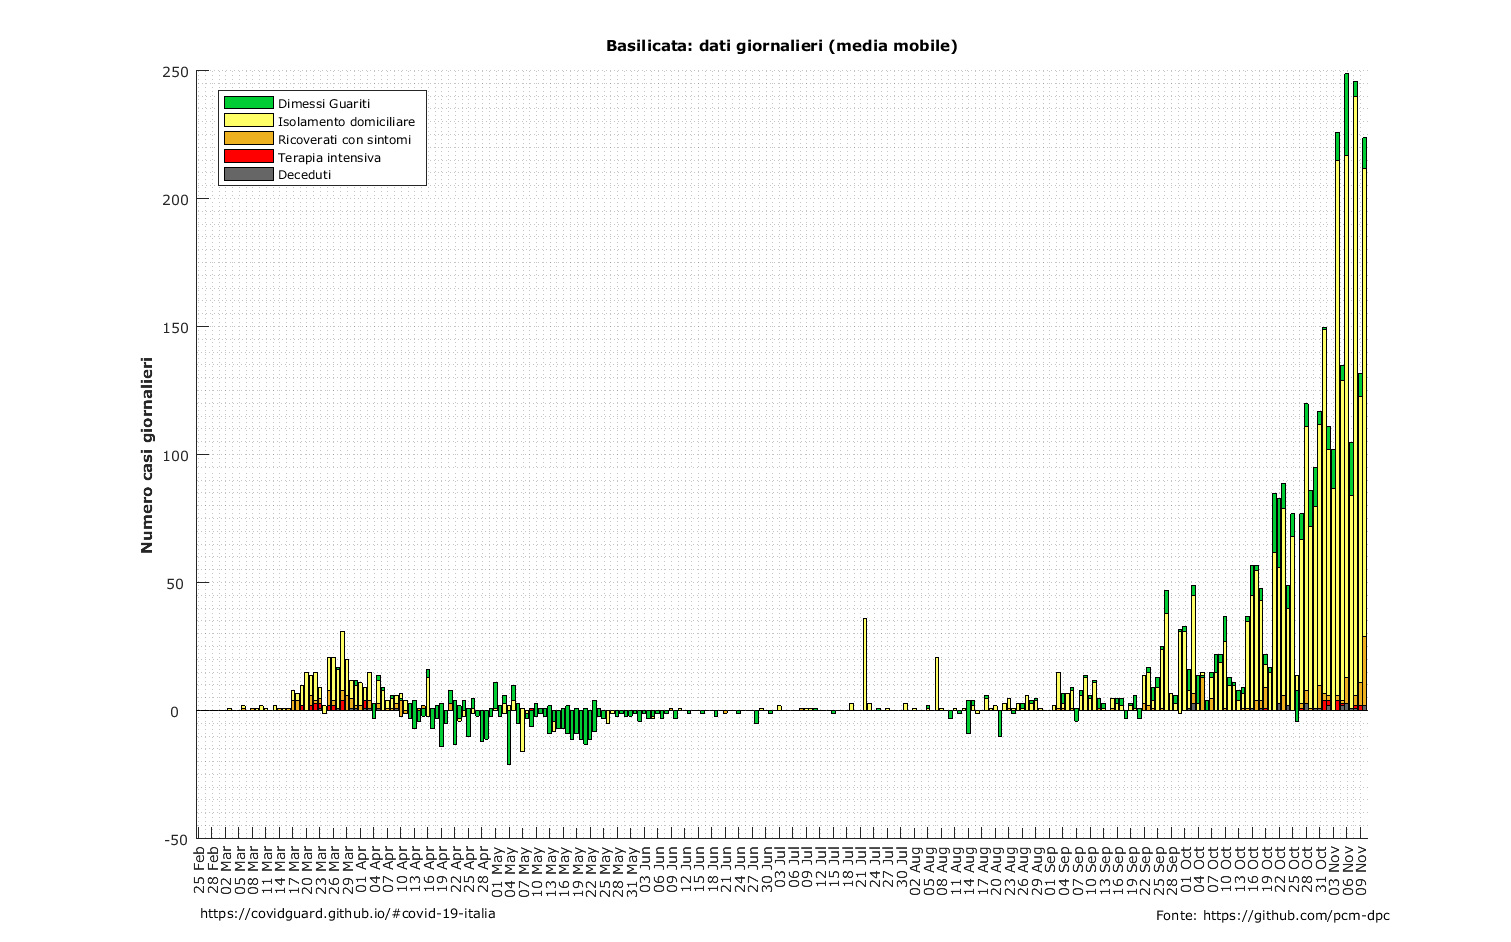 Basilicata: dati giornalieri (media mobile)
Numero casi giornalieri
250
200
150
100
50
0
-50
Dimessi Guariti
Isolamento domiciliare
Ricoverati con sintomi
Terapia intensiva
Deceduti
25 Feb
28 Feb
02 Mar
05 Mar
08 Mar
11 Mar
14 Mar
17 Mar
20 Mar
23 Mar
26 Mar
29 Mar
01 Apr
04 Apr
07 Apr
10 Apr
13 Apr
16 Apr
19 Apr
22 Apr
25 Apr
28 Apr
01 May
04 May
07 May
10 May
13 May
16 May
19 May
22 May
25 May
28 May
31 May
03 Jun
06 Jun
09 Jun
12 Jun
15 Jun
18 Jun
21 Jun
24 Jun
27 Jun
30 Jun
03 Jul
06 Jul
09 Jul
12 Jul
15 Jul
18 Jul
21 Jul
24 Jul
27 Jul
30 Jul
02 Aug
05 Aug
08 Aug
11 Aug
14 Aug
17 Aug
20 Aug
23 Aug
26 Aug
29 Aug
01 Sep
04 Sep
07 Sep
10 Sep
13 Sep
16 Sep
19 Sep
22 Sep
25 Sep
28 Sep
01 Oct
04 Oct
07 Oct
10 Oct
13 Oct
16 Oct
19 Oct
22 Oct
25 Oct
28 Oct
31 Oct
03 Nov
06 Nov
09 Nov
https://covidguard.github.io/#covid-19-italia
Fonte: https://github.com/pcm-dpc